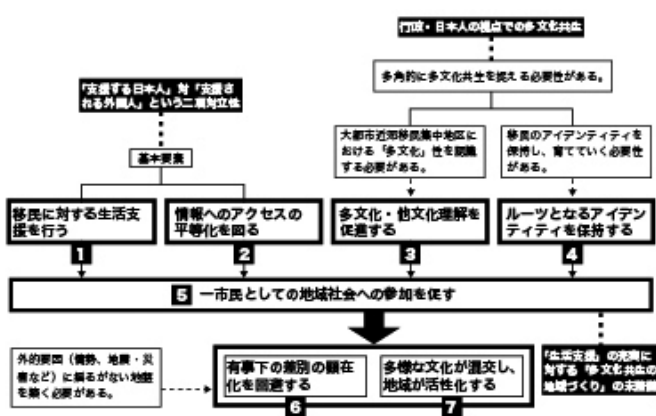 行政・日本人の視点での多文化共生
多角的に多文化共生を捉える必要性がある。
「支援する日本人」対「支援さ
れる外国人」という二項対立性
基本要素
大都市近郊移民集中地区に
おける「多文化」性を認識
する必要がある。
移民のアイデンティティを
保持し、育てていく必要性
がある。
移民に対する生活支
援を行う
1
情報へのアクセスの
平等化を図る
2
多文化・他文化理解を
促進する
3
ルーツとなるアイデン
ティティを保持する
4
5 一市民としての地域社会への参加を促す
外的要因（情勢、地震・災
害など）に揺るがない地盤
を築く必要がある。
有事下の差別の顕在
化を回避する
6
多様な文化が混交し、
地域が活性化する
7
「生活支援」の充実に
対する「多文化共生の
地域づくり」の未整備